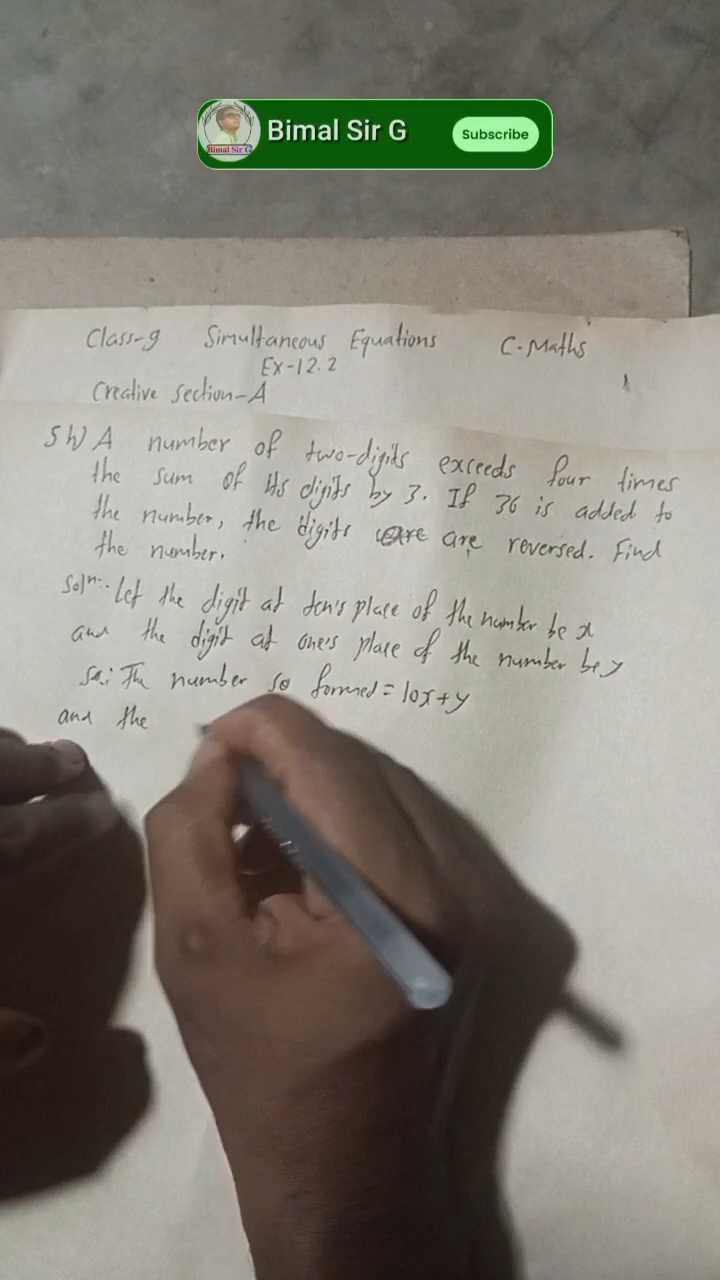 Bimal Sir G
Subscribe
Bimal Sir G
Class-9 Simultaneous Equations C-Maths
Ex-12.2
Creative Section-A
5 A number of two-digits exceeds four times
the sum of its digits by 3. If 36 is added to
the number, the digits are are reversed. Find
the number.
Soln:- Let the digit at ten's place of the number be x
and the digit at one's place of the number be y
So: The number so formed = 10x+y
and the